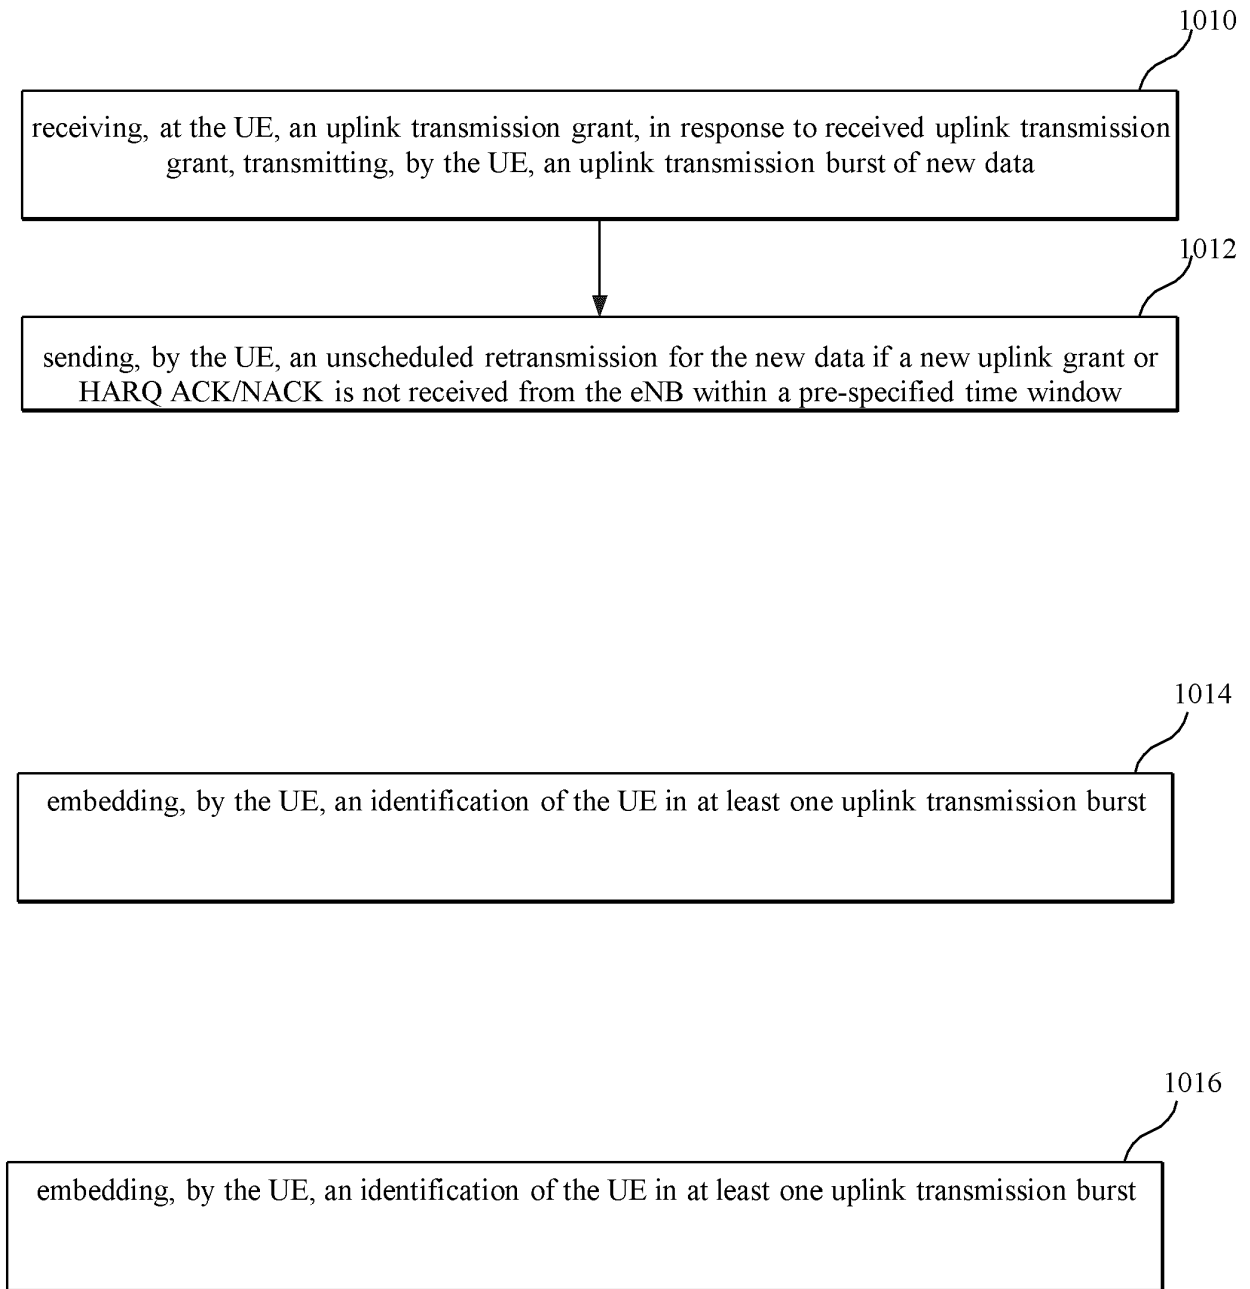 1010
receiving, at the UE, an uplink transmission grant, in response to received uplink transmission
grant, transmitting, by the UE, an uplink transmission burst of new data
1012
sending, by the UE, an unscheduled retransmission for the new data if a new uplink grant or
HARQ ACK/NACK is not received from the eNB within a pre-specified time window
1014
embedding, by the UE, an identification of the UE in at least one uplink transmission burst
1016
embedding, by the UE, an identification of the UE in at least one uplink transmission burst